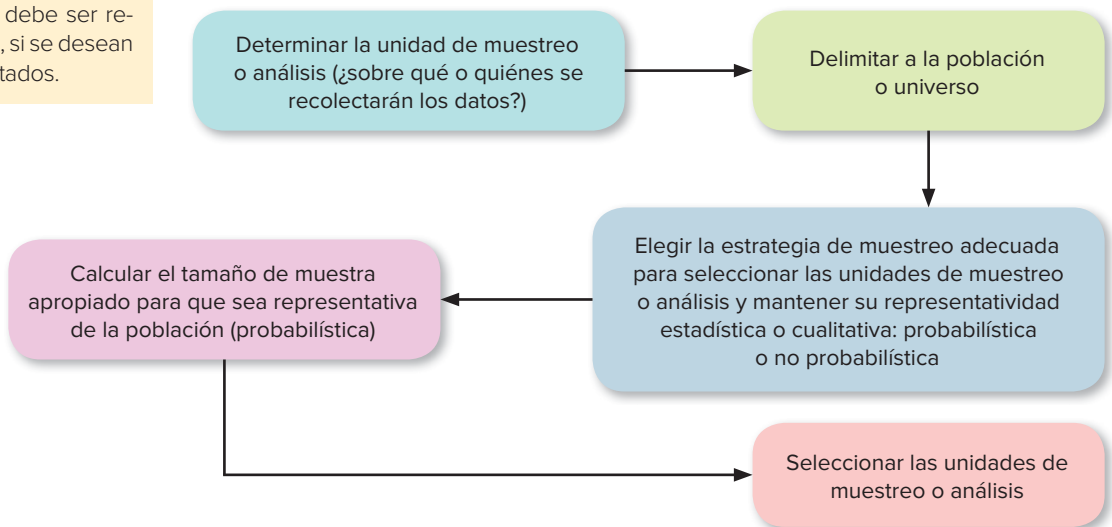 debe ser re-
, si se desean
tados.
Determinar la unidad de muestreo
o análisis (¿sobre qué o quiénes se
recolectarán los datos?)
Delimitar a la población
o universo
Elegir la estrategia de muestreo adecuada
para seleccionar las unidades de muestreo
o análisis y mantener su representatividad
estadística o cualitativa: probabilística
o no probabilística
Calcular el tamaño de muestra
apropiado para que sea representativa
de la población (probabilística)
Seleccionar las unidades de
muestreo o análisis